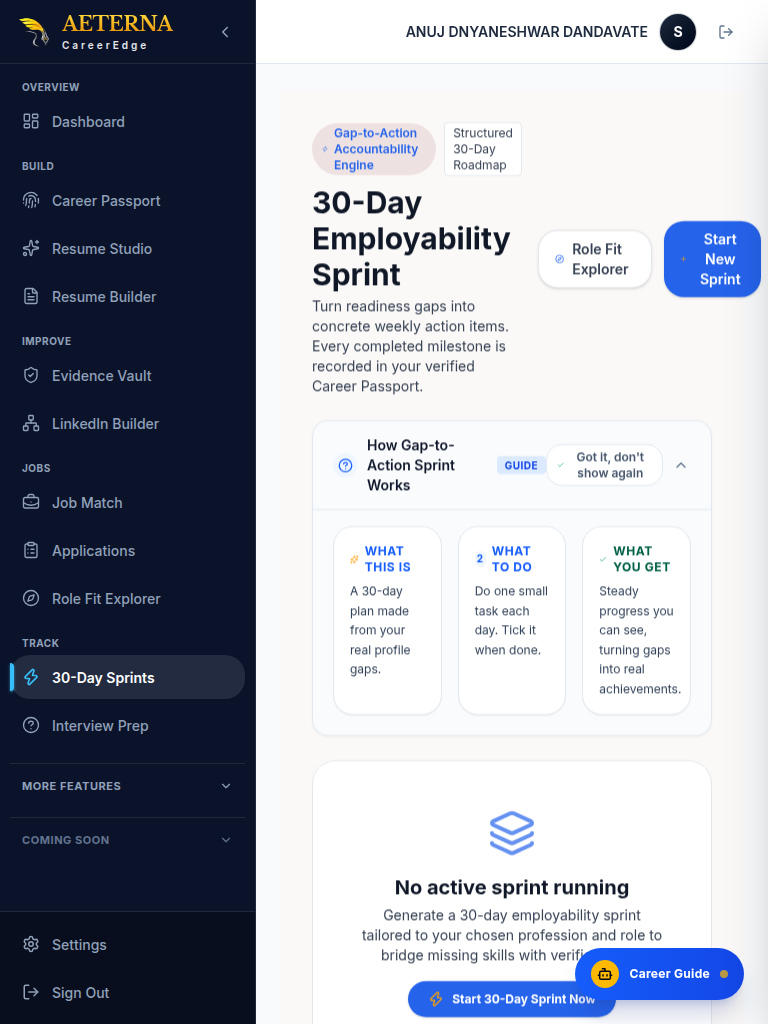 AETERNA
CareerEdge
ANUJ DNYANESHWAR DANDAVATE
S
OVERVIEW
Dashboard
BUILD
Career Passport
Resume Studio
Resume Builder
IMPROVE
Evidence Vault
LinkedIn Builder
JOBS
Job Match
Applications
Role Fit Explorer
TRACK
30-Day Sprints
Interview Prep
MORE FEATURES
COMING SOON
Settings
Sign Out
Gap-to-Action
Accountability
Engine
Structured
30-Day
Roadmap
30-Day
Employability
Sprint
Turn readiness gaps into
concrete weekly action items.
Every completed milestone is
recorded in your verified
Career Passport.
Role Fit
Explorer
Start
New
Sprint
How Gap-to-
Action Sprint
Works
GUIDE
Got it, don't
show again
WHAT
THIS IS
A 30-day
plan made
from your
real profile
gaps.
2
WHAT
TO DO
Do one small
task each
day. Tick it
when done.
WHAT
YOU GET
Steady
progress you
can see,
turning gaps
into real
achievements.
No active sprint running
Generate a 30-day employability sprint
tailored to your chosen profession and role to
bridge missing skills with
Start 30-Day Sprint Now
Career Guide